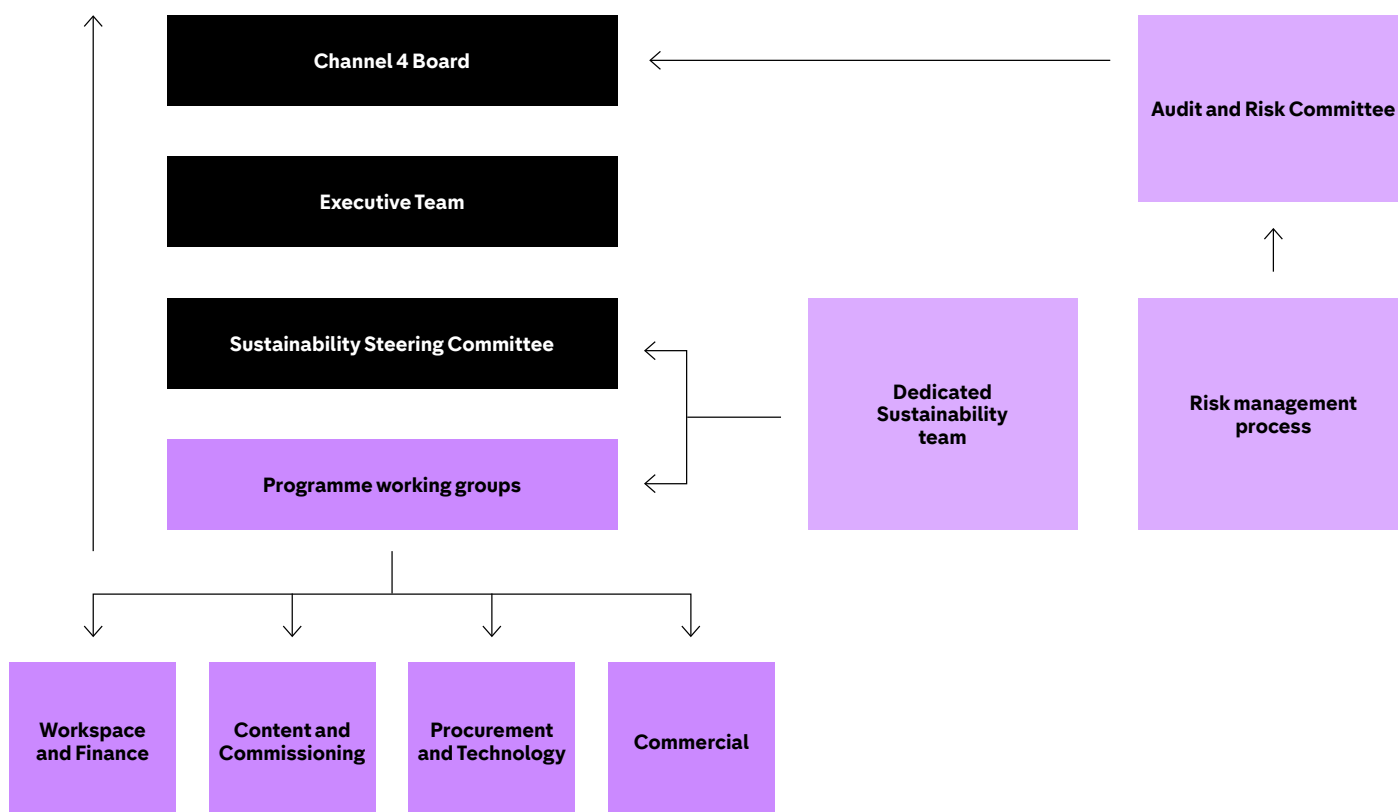 Channel 4 Board
Audit and Risk Committee
Executive Team
Sustainability Steering Committee
Dedicated
Sustainability
team
Risk management
process
Programme working groups
Workspace
and Finance
Content and
Commissioning
Procurement
and Technology
Commercial